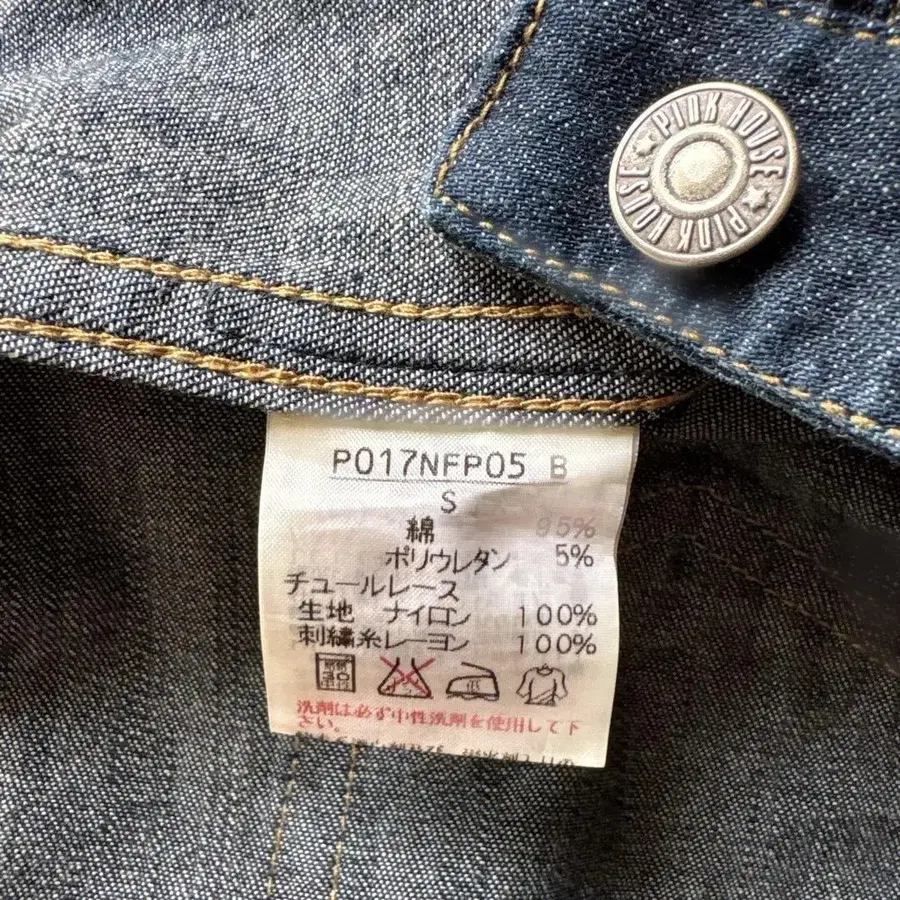 PINK HOUSE ★ PINK HOUSE ★
P017NFP05 B
S
綿 95%
ポリウレタン 5%
チュールレース
生地 ナイロン 100%
刺繍糸レーヨン 100%
低
洗剤は必ず中性洗剤を使用して下
さい。